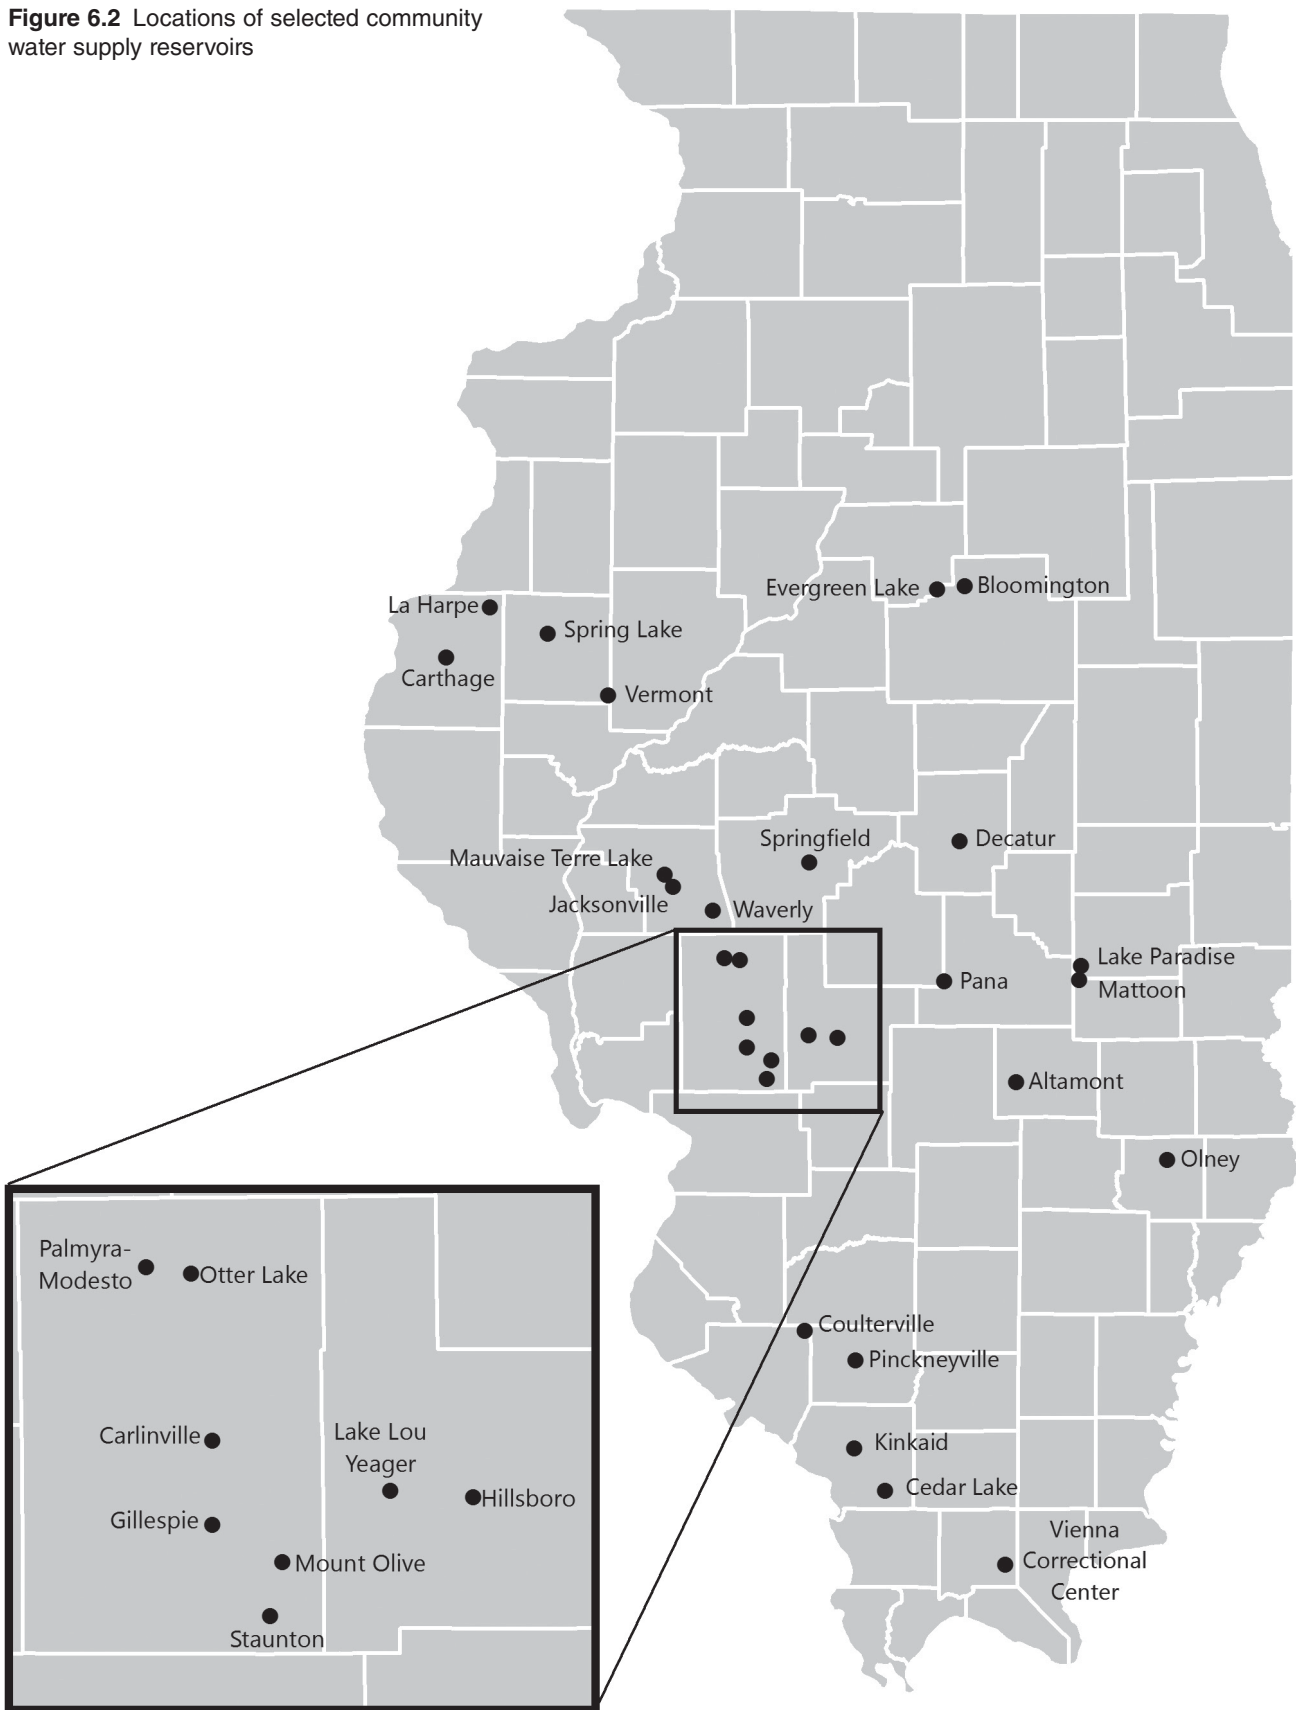 Figure 6.2 Locations of selected community
water supply reservoirs
Evergreen Lake
Bloomington
La Harpe
Spring Lake
Carthage
Vermont
Springfield
Decatur
Mauvaise Terre Lake
Jacksonville
Waverly
Lake Paradise
Pana
Mattoon
Altamont
Olney
Coulterville
Pinckneyville
Kinkaid
Cedar Lake
Vienna
Correctional
Center
Palmyra-
Modesto
Otter Lake
Carlinville
Lake Lou
Yeager
Hillsboro
Gillespie
Mount Olive
Staunton